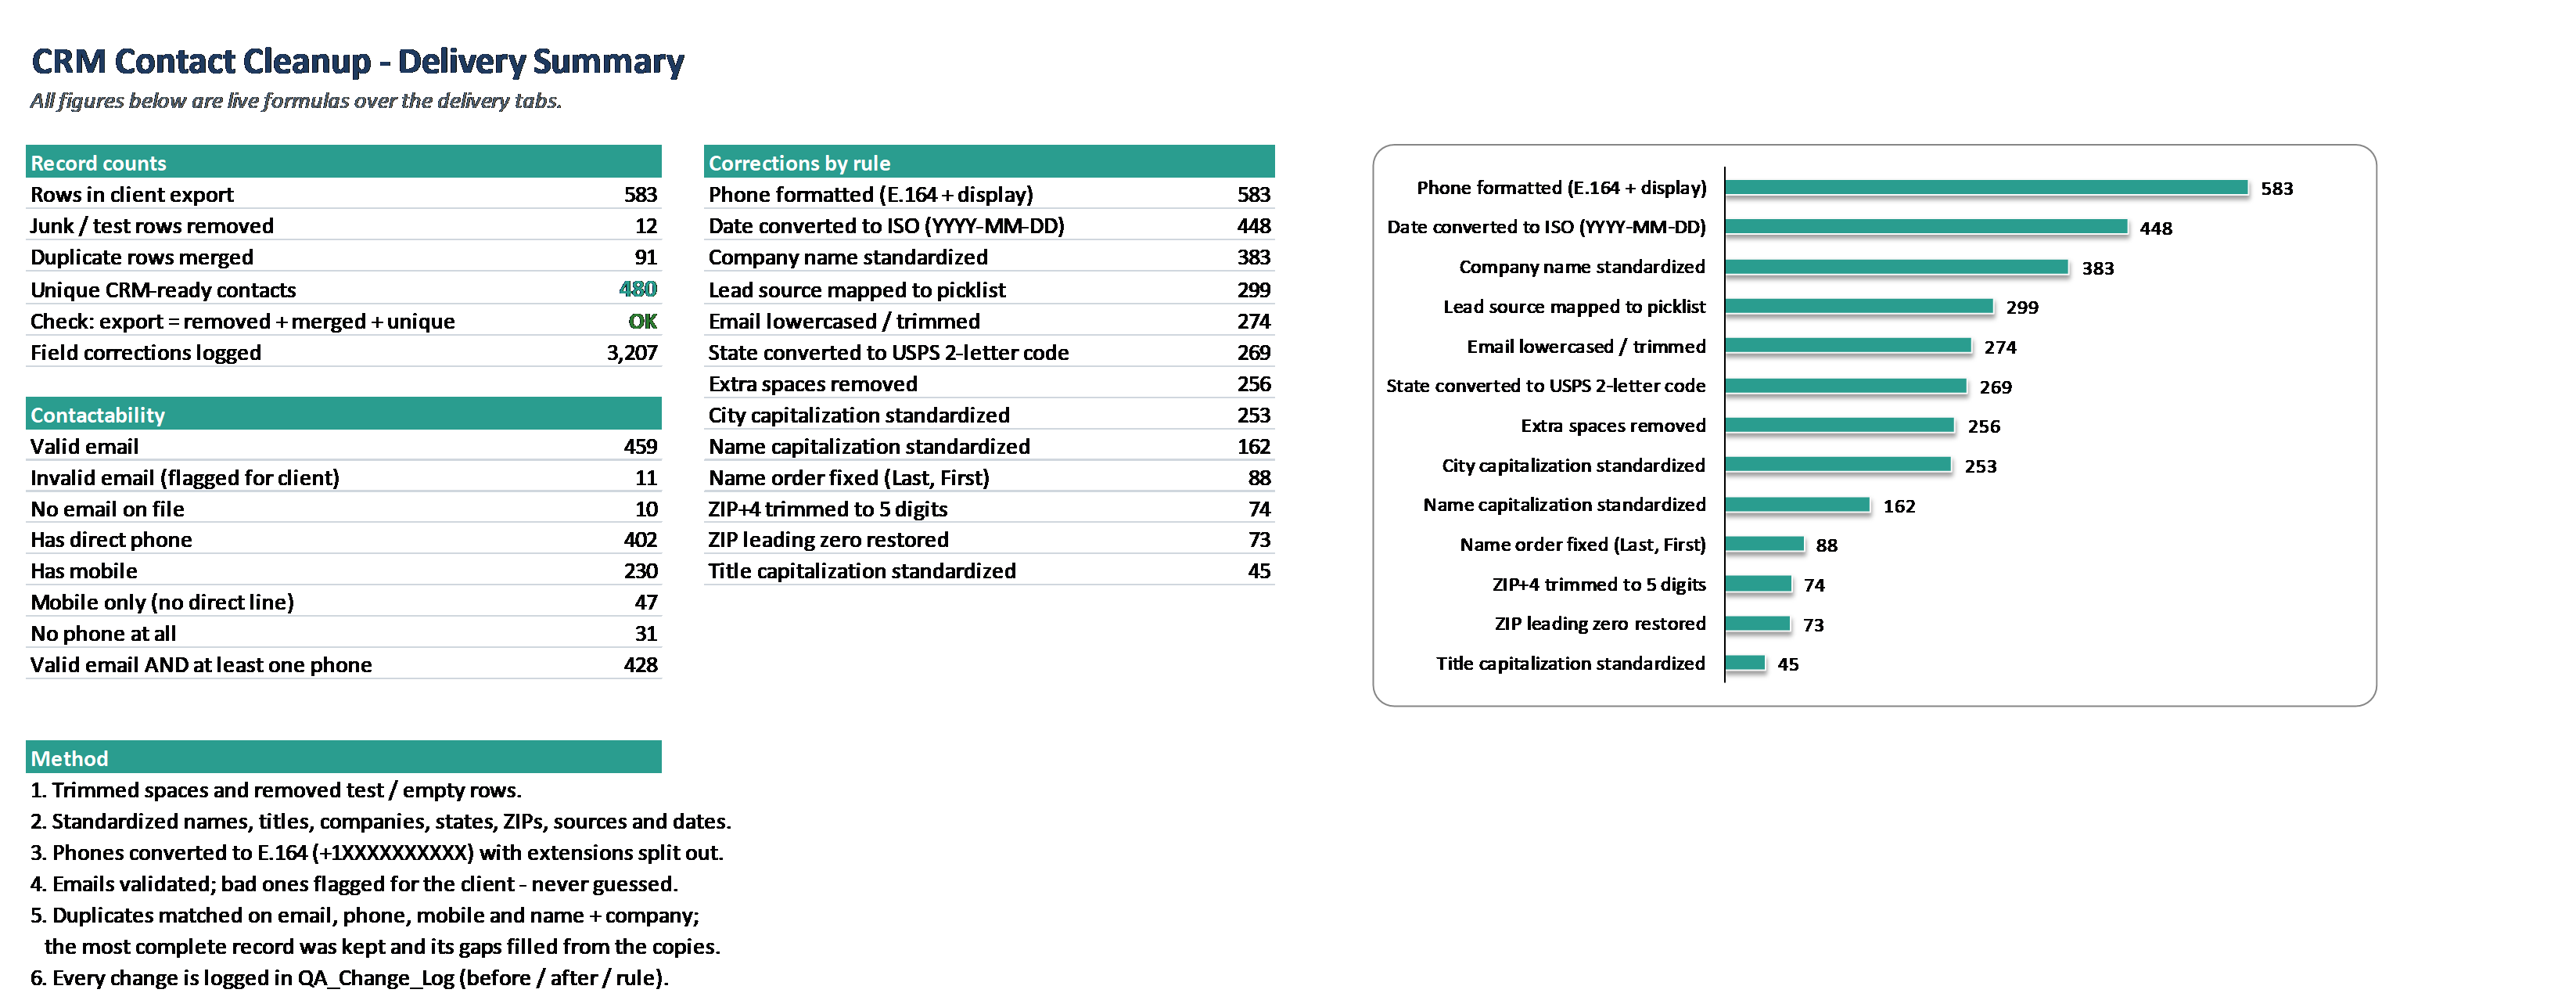 CRM Contact Cleanup - Delivery Summary
All figures below are live formulas over the delivery tabs.
Record counts
Rows in client export 583
Junk / test rows removed 12
Duplicate rows merged 91
Unique CRM-ready contacts 480
Check: export = removed + merged + unique OK
Field corrections logged 3,207
Contactability
Valid email 459
Invalid email (flagged for client) 11
No email on file 10
Has direct phone 402
Has mobile 230
Mobile only (no direct line) 47
No phone at all 31
Valid email AND at least one phone 428
Corrections by rule
Phone formatted (E.164 + display) 583
Date converted to ISO (YYYY-MM-DD) 448
Company name standardized 383
Lead source mapped to picklist 299
Email lowercased / trimmed 274
State converted to USPS 2-letter code 269
Extra spaces removed 256
City capitalization standardized 253
Name capitalization standardized 162
Name order fixed (Last, First) 88
ZIP+4 trimmed to 5 digits 74
ZIP leading zero restored 73
Title capitalization standardized 45
Phone formatted (E.164 + display) 583
Date converted to ISO (YYYY-MM-DD) 448
Company name standardized 383
Lead source mapped to picklist 299
Email lowercased / trimmed 274
State converted to USPS 2-letter code 269
Extra spaces removed 256
City capitalization standardized 253
Name capitalization standardized 162
Name order fixed (Last, First) 88
ZIP+4 trimmed to 5 digits 74
ZIP leading zero restored 73
Title capitalization standardized 45
Method
1. Trimmed spaces and removed test / empty rows.
2. Standardized names, titles, companies, states, ZIPs, sources and dates.
3. Phones converted to E.164 (+1XXXXXXXXXX) with extensions split out.
4. Emails validated; bad ones flagged for the client - never guessed.
5. Duplicates matched on email, phone, mobile and name + company;
the most complete record was kept and its gaps filled from the copies.
6. Every change is logged in QA_Change_Log (before / after / rule).